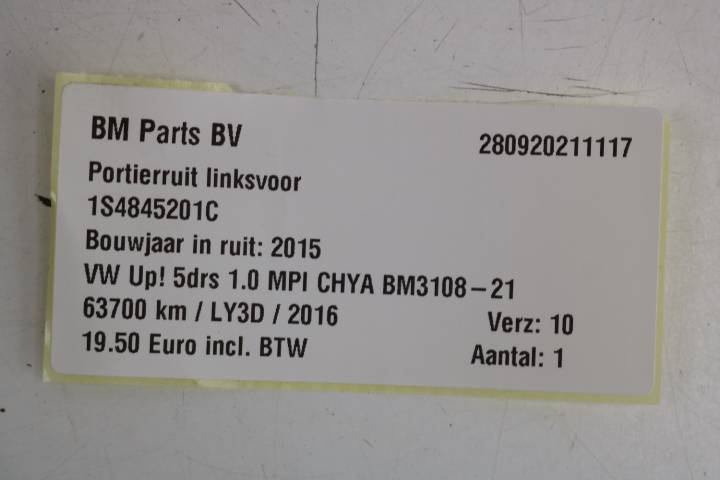 BM Parts BV 280920211117
Portierruit linksvoor
1S4845201C
Bouwjaar in ruit: 2015
VW Up! 5drs 1.0 MPI CHYA BM3108-21
63700 km / LY3D / 2016 Verz: 10
19.50 Euro incl. BTW Aantal: 1